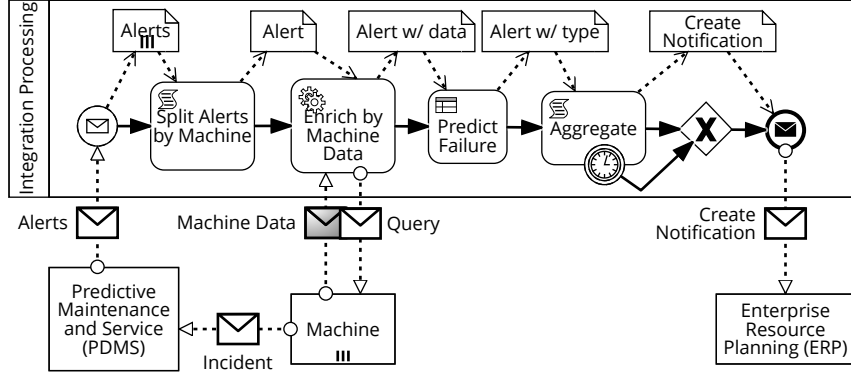 Integration Processing
Alerts
Alert
Alert w/ data
Alert w/ type
Create
Notification
Split Alerts
by Machine
Enrich by
Machine
Data
Predict
Failure
Aggregate
X
Alerts
Machine Data
Query
Create
Notification
Predictive
Maintenance
and Service
(PDMS)
Incident
Machine
Enterprise
Resource
Planning (ERP)